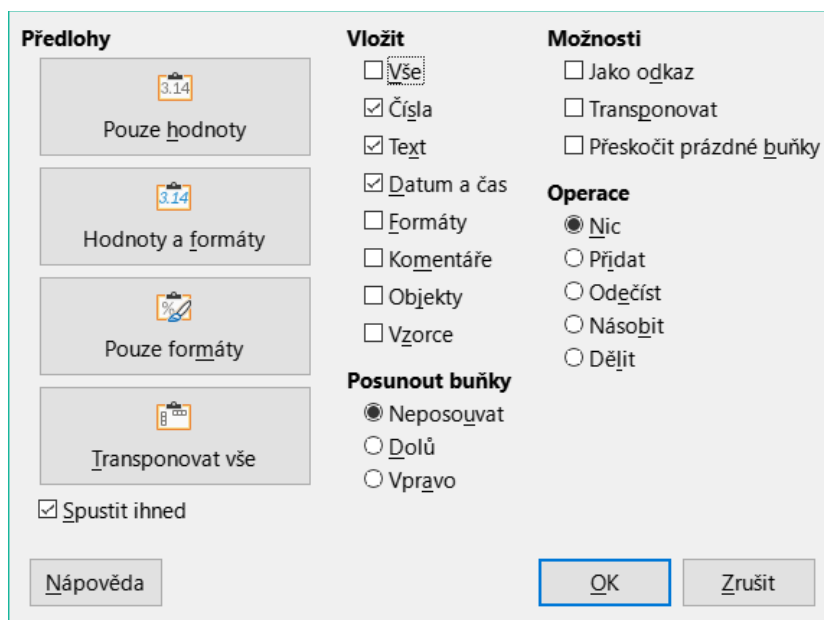 Předlohy
3.14
Pouze hodnoty
3.14
Hodnoty a formáty
%
Pouze formáty
Transponovat vše
Spustit ihned
Vložit
Vše
Čísla
Text
Datum a čas
Formáty
Komentáře
Objekty
Vzorce
Posunout buňky
Neposouvat
Dolů
Vpravo
Možnosti
Jako odkaz
Transponovat
Přeskočit prázdné buňky
Operace
Nic
Přidat
Odečíst
Násobit
Dělit
Nápověda
OK
Zrušit